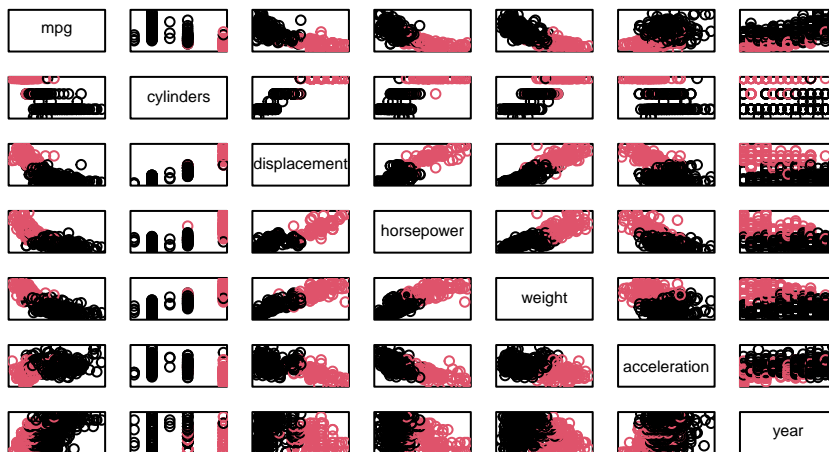 mpg
cylinders
displacement
horsepower
weight
acceleration
year